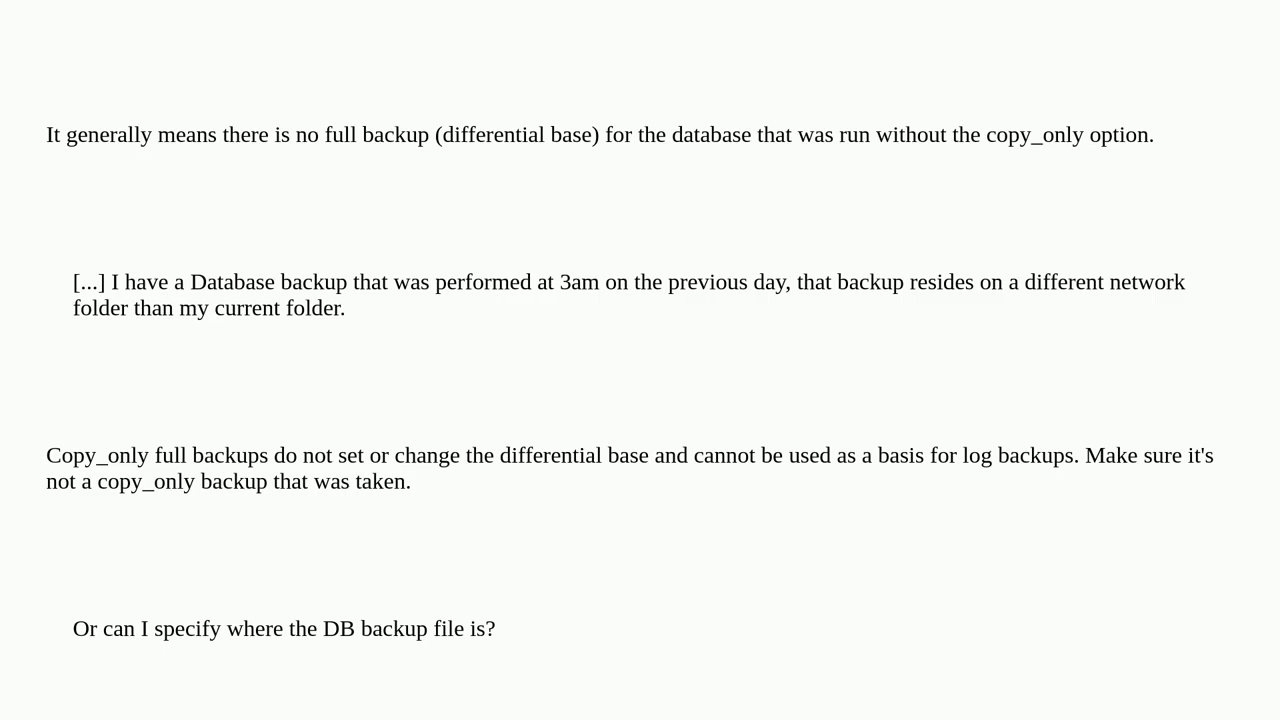 It generally means there is no full backup (differential base) for the database that was run without the copy_only option.
[...] I have a Database backup that was performed at 3am on the previous day, that backup resides on a different network
folder than my current folder.
Copy_only full backups do not set or change the differential base and cannot be used as a basis for log backups. Make sure it's
not a copy_only backup that was taken.
Or can I specify where the DB backup file is?